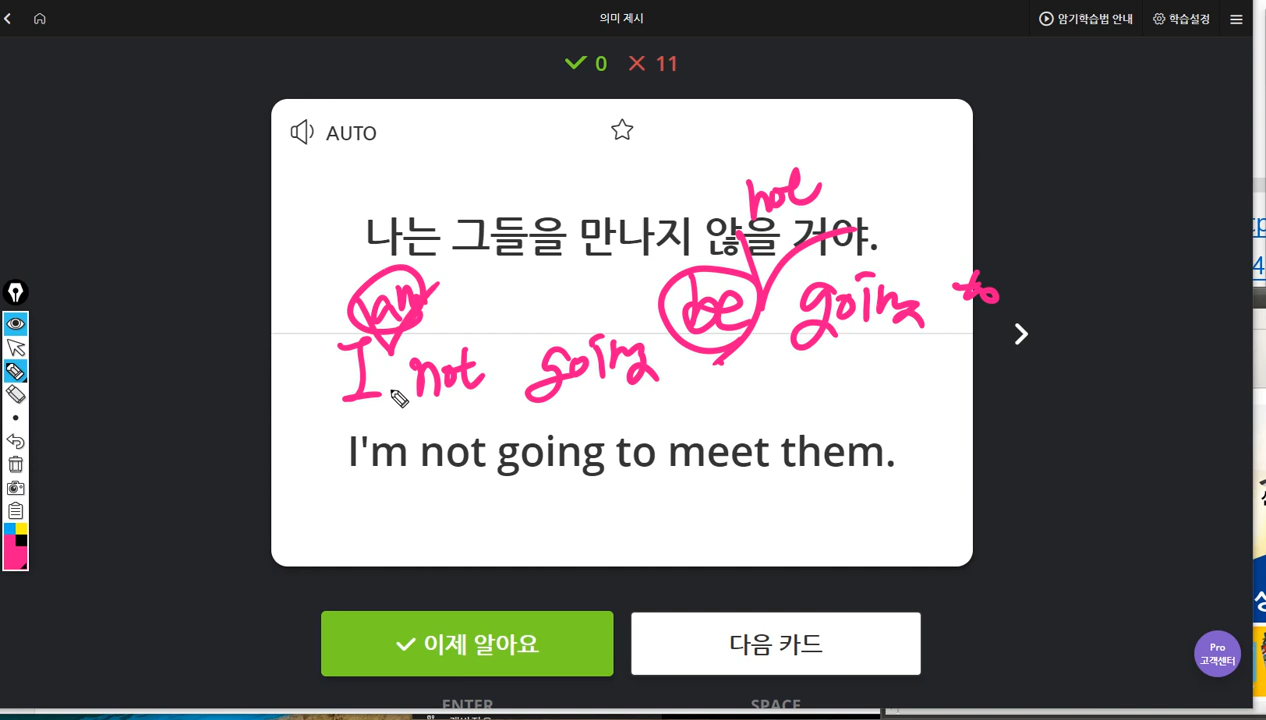 의미 제시
암기학습법 안내
학습설정
0 11
AUTO
not
나는 그들을 만나지 않을 거야.
am be going to
I not going
I'm not going to meet them.
이제 알아요
다음 카드
Pro
고객센터
ENTER
SPACE